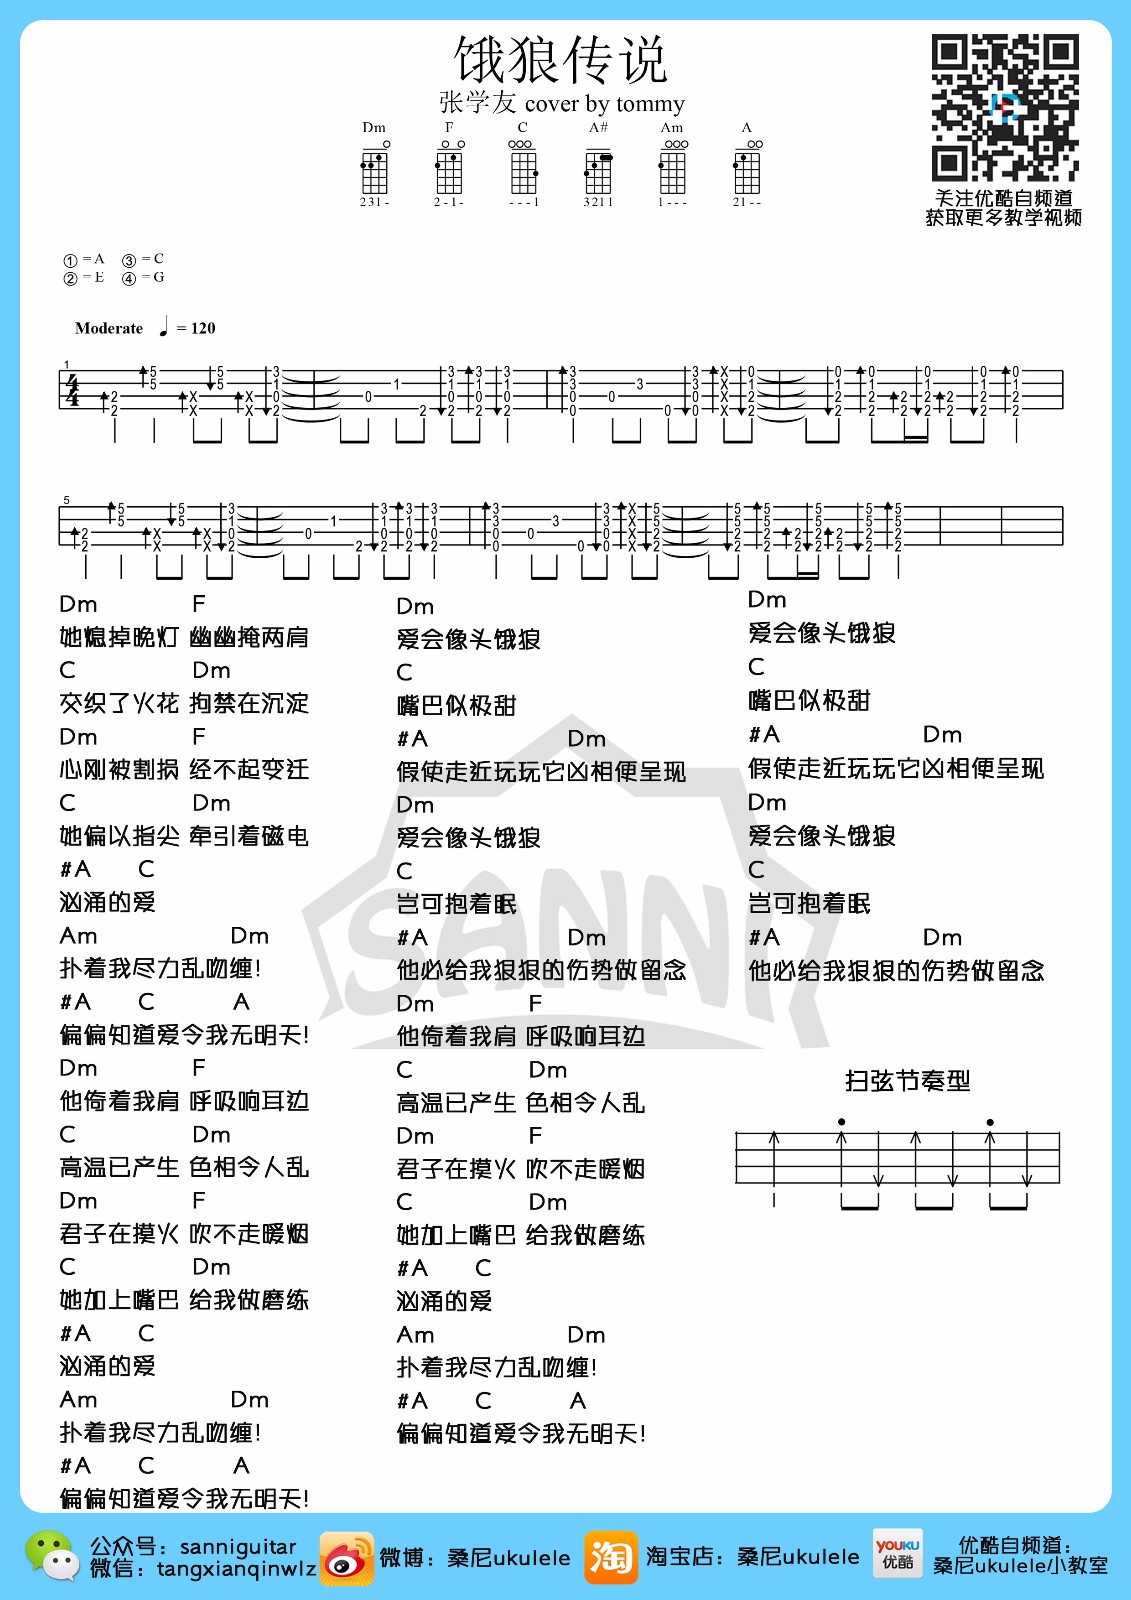 饿狼传说
张学友 cover by tommy
Dm F C A# Am A
231- 2-1- ---1 3211 1--- 21--
关注优酷自频道
获取更多教学视频
① = A ③ = C
② = E ④ = G
Moderate ♩ = 120
Dm F
她熄掉晚灯 幽幽掩两肩
C Dm
交织了火花 拘禁在沉淀
Dm F
心刚被割损 经不起变迁
C Dm
她偏以指尖 牵引着磁电
#A C
汹涌的爱
Am Dm
扑着我尽力乱吻缠!
#A C A
偏偏知道爱令我无明天!
Dm F
他倚着我肩 呼吸响耳边
C Dm
高温已产生 色相令人乱
Dm F
君子在摸火 吹不走暖烟
C Dm
她加上嘴巴 给我做磨练
#A C
汹涌的爱
Am Dm
扑着我尽力乱吻缠!
#A C A
偏偏知道爱令我无明天!
Dm
爱会像头饿狼
C
嘴巴似极甜
#A Dm
假使走近玩玩它凶相便呈现
Dm
爱会像头饿狼
C
岂可抱着眠
#A Dm
他必给我狠狠的伤势做留念
Dm F
他倚着我肩 呼吸响耳边
C Dm
高温已产生 色相令人乱
Dm F
君子在摸火 吹不走暖烟
C Dm
她加上嘴巴 给我做磨练
#A C
汹涌的爱
Am Dm
扑着我尽力乱吻缠!
#A C A
偏偏知道爱令我无明天!
Dm
爱会像头饿狼
C
嘴巴似极甜
#A Dm
假使走近玩玩它凶相便呈现
Dm
爱会像头饿狼
C
岂可抱着眠
#A Dm
他必给我狠狠的伤势做留念
扫弦节奏型
SANNI
公众号：sanniguitar
微信：tangxianqinwlz
微博：桑尼ukulele
淘
淘宝店：桑尼ukulele
YOUKU
优酷
优酷自频道：
桑尼ukulele小教室